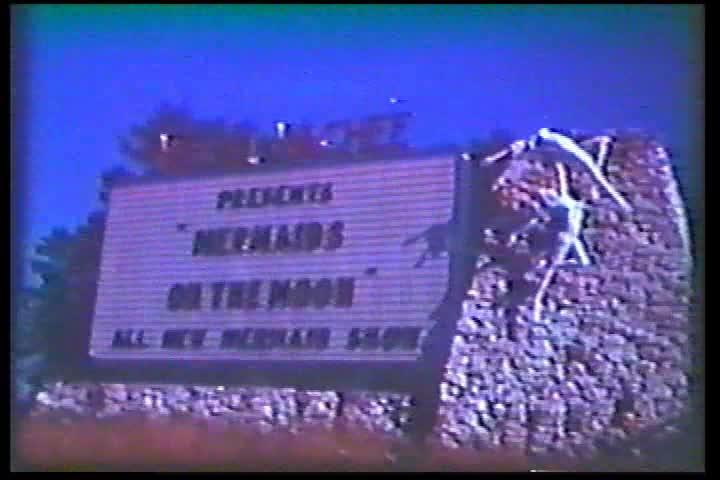 PRESENTS
"MERMAIDS
ON THE MOON"
ALL NEW MERMAID SHOW